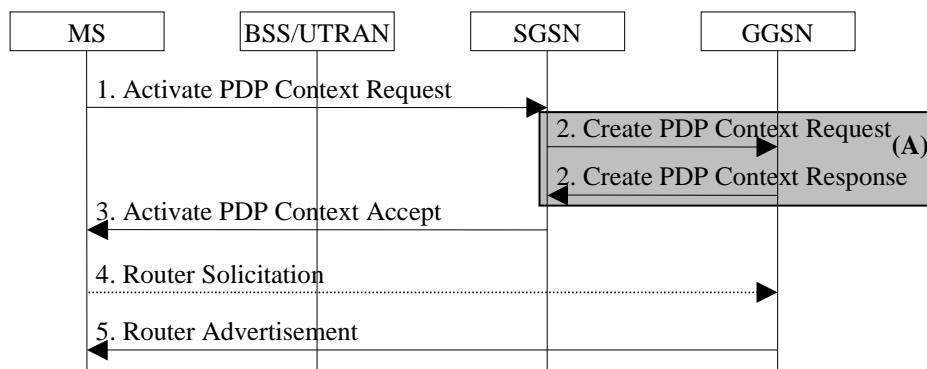 MS
BSS/UTRAN
SGSN
GGSN
1. Activate PDP Context Request
2. Create PDP Context Request
(A)
2. Create PDP Context Response
3. Activate PDP Context Accept
4. Router Solicitation
5. Router Advertisement